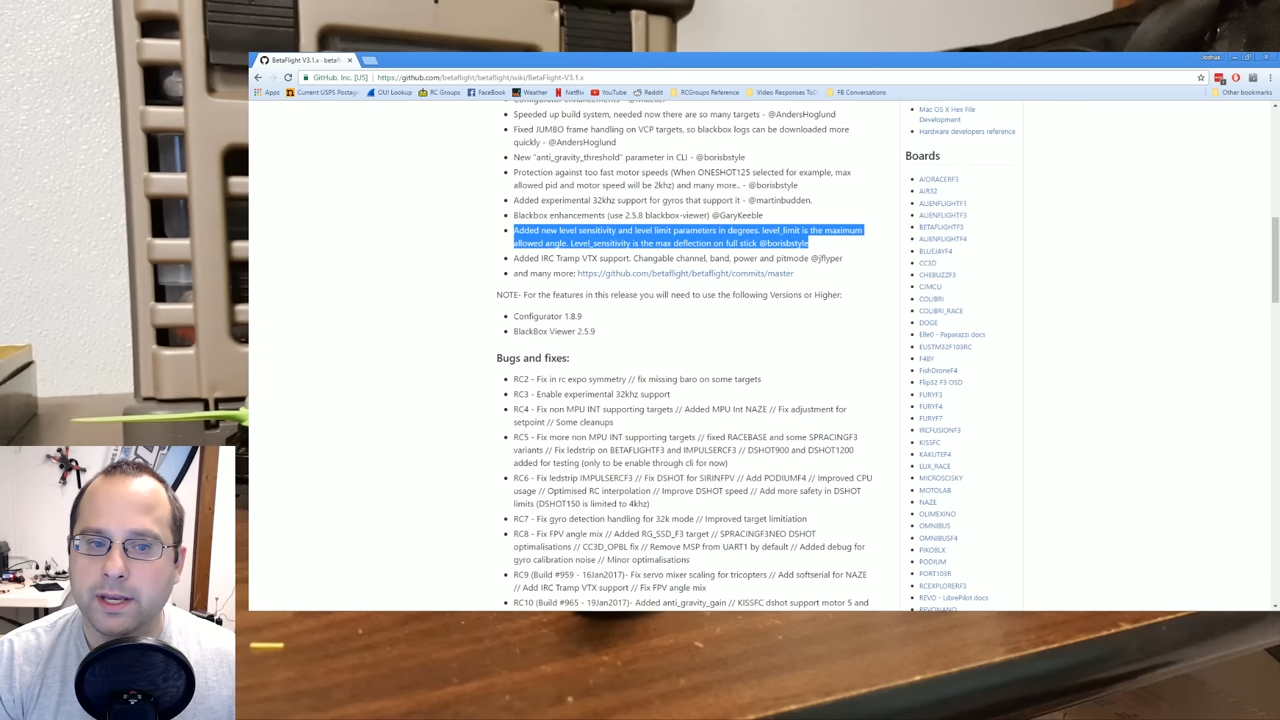 BetaFlight V3.1.x - betafl
Joshua
GitHub, Inc. [US]
https://github.com/betaflight/betaflight/wiki/BetaFlight-V3.1.x
Apps
Current USPS Postag
OUI Lookup
RC Groups
FaceBook
Weather
Netflix
YouTube
Reddit
RCGroups Reference
Video Responses ToD
FB Conversations
Other bookmarks
Speeded up build system, needed now there are so many targets - @AndersHoglund
Fixed JUMBO frame handling on VCP targets, so blackbox logs can be downloaded more
quickly - @AndersHoglund
New "anti_gravity_threshold" parameter in CLI - @borisbstyle
Protection against too fast motor speeds (When ONESHOT125 selected for example, max
allowed pid and motor speed will be 2khz) and many more.. - @borisbstyle
Added experimental 32khz support for gyros that support it - @martinbudden.
Blackbox enhancements (use 2.5.8 blackbox-viewer) @GaryKeeble
Added new level sensitivity and level limit parameters in degrees. level_limit is the maximum
allowed angle. Level_sensitivity is the max deflection on full stick @borisbstyle
Added IRC Tramp VTX support. Changable channel, band, power and pitmode @jflyper
and many more: https://github.com/betaflight/betaflight/commits/master
NOTE- For the features in this release you will need to use the following Versions or Higher:
Configurator 1.8.9
BlackBox Viewer 2.5.9
Bugs and fixes:
RC2 - Fix in rc expo symmetry // fix missing baro on some targets
RC3 - Enable experimental 32khz support
RC4 - Fix non MPU INT supporting targets // Added MPU Int NAZE // Fix adjustment for
setpoint // Some cleanups
RC5 - Fix more non MPU INT supporting targets // fixed RACEBASE and some SPRACINGF3
variants // Fix ledstrip on BETAFLIGHTF3 and IMPULSERCF3 // DSHOT900 and DSHOT1200
added for testing (only to be enable through cli for now)
RC6 - Fix ledstrip IMPULSERCF3 // Fix DSHOT for SIRINFPV // Add PODIUMF4 // Improved CPU
usage // Optimised RC interpolation // Improve DSHOT speed // Add more safety in DSHOT
limits (DSHOT150 is limited to 4khz)
RC7 - Fix gyro detection handling for 32k mode // Improved target limitiation
RC8 - Fix FPV angle mix // Added RG_SSD_F3 target // SPRACINGF3NEO DSHOT
optimalisations // CC3D_OPBL fix // Remove MSP from UART1 by default // Added debug for
gyro calibration noise // Minor optimalisations
RC9 (Build #959 - 16Jan2017)- Fix servo mixer scaling for tricopters // Add softserial for NAZE
// Add IRC Tramp VTX support // Fix FPV angle mix
RC10 (Build #965 - 19Jan2017)- Added anti_gravity_gain // KISSFC dshot support motor 5 and
Mac OS X Hex File
Development
Hardware developers reference
Boards
AIORACERF3
AIR32
ALIENFLIGHTF1
ALIENFLIGHTF3
BETAFLIGHTF3
ALIENFLIGHTF4
BLUEJAYF4
CC3D
CHEBUZZF3
CJMCU
COLIBRI
COLIBRI_RACE
DOGE
Elle0 - Paparazzi docs
EUSTM32F103RC
F4BY
FishDroneF4
Flip32 F3 OSD
FURYF3
FURYF4
FURYF7
IRCFUSIONF3
KISSFC
KAKUTEF4
LUX_RACE
MICROSCISKY
MOTOLAB
NAZE
OLIMEXINO
OMNIBUS
OMNIBUSF4
PIKOBLX
PODIUM
PORT103R
RCEXPLORERF3
REVO - LibrePilot docs